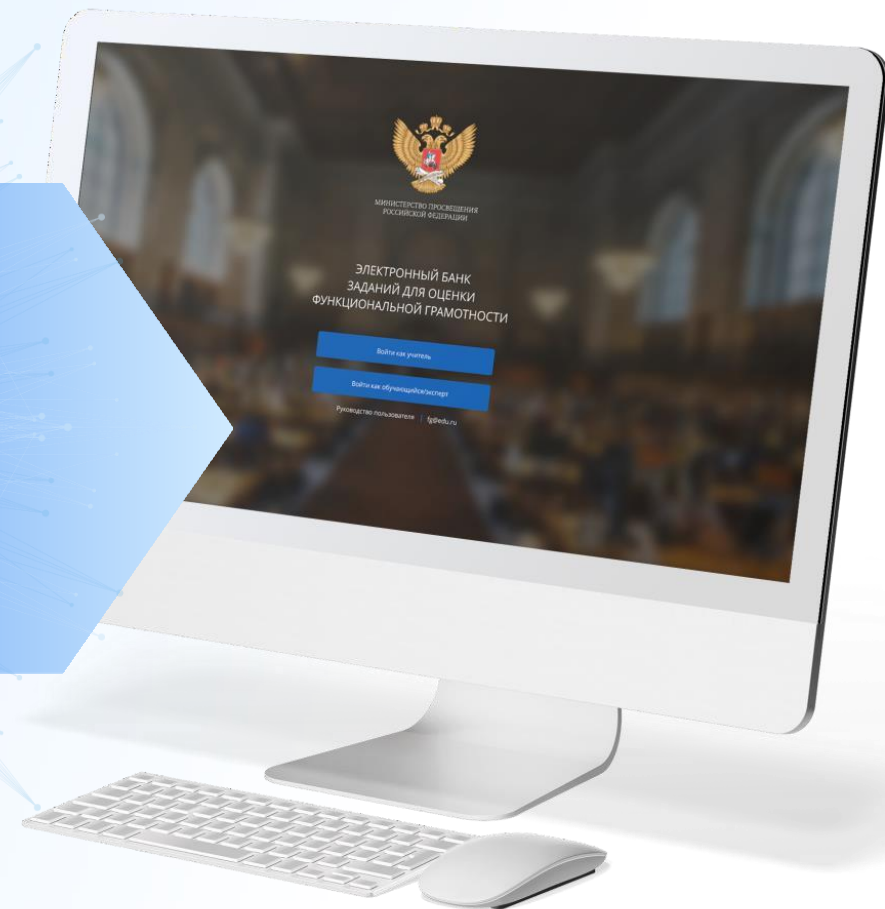 МИНИСТЕРСТВО ПРОСВЕЩЕНИЯ
РОССИЙСКОЙ ФЕДЕРАЦИИ
ЭЛЕКТРОННЫЙ БАНК
ЗАДАНИЙ ДЛЯ ОЦЕНКИ
ФУНКЦИОНАЛЬНОЙ ГРАМОТНОСТИ
Войти как учитель
Войти как обучающийся/эксперт
Руководство пользователя | fg@edu.ru